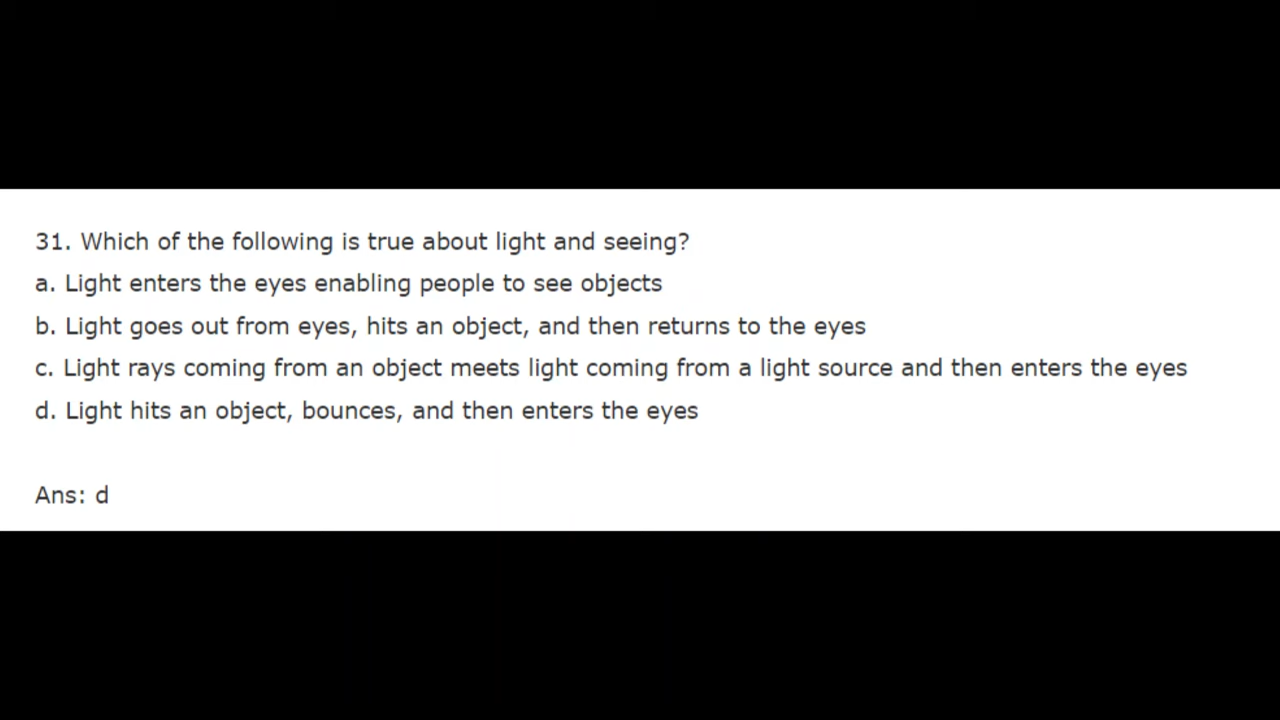 31. Which of the following is true about light and seeing?
a. Light enters the eyes enabling people to see objects
b. Light goes out from eyes, hits an object, and then returns to the eyes
c. Light rays coming from an object meets light coming from a light source and then enters the eyes
d. Light hits an object, bounces, and then enters the eyes
Ans: d